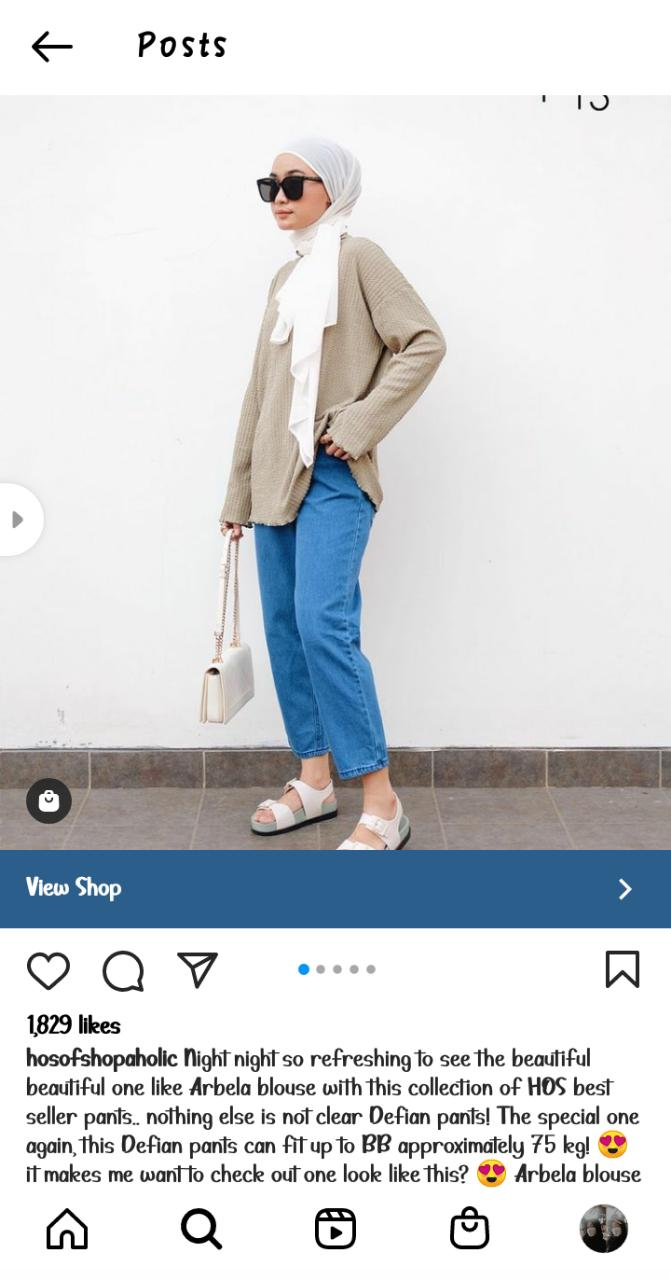 Posts
View Shop
1,829 likes
hosofshopaholic Night night so refreshing to see the beautiful
beautiful one like Arbela blouse with this collection of HOS best
seller pants.. nothing else is not clear Defian pants! The special one
again, this Defian pants can fit up to BB approximately 75 kg! 😍
it makes me want to check out one look like this? 😍 Arbela blouse